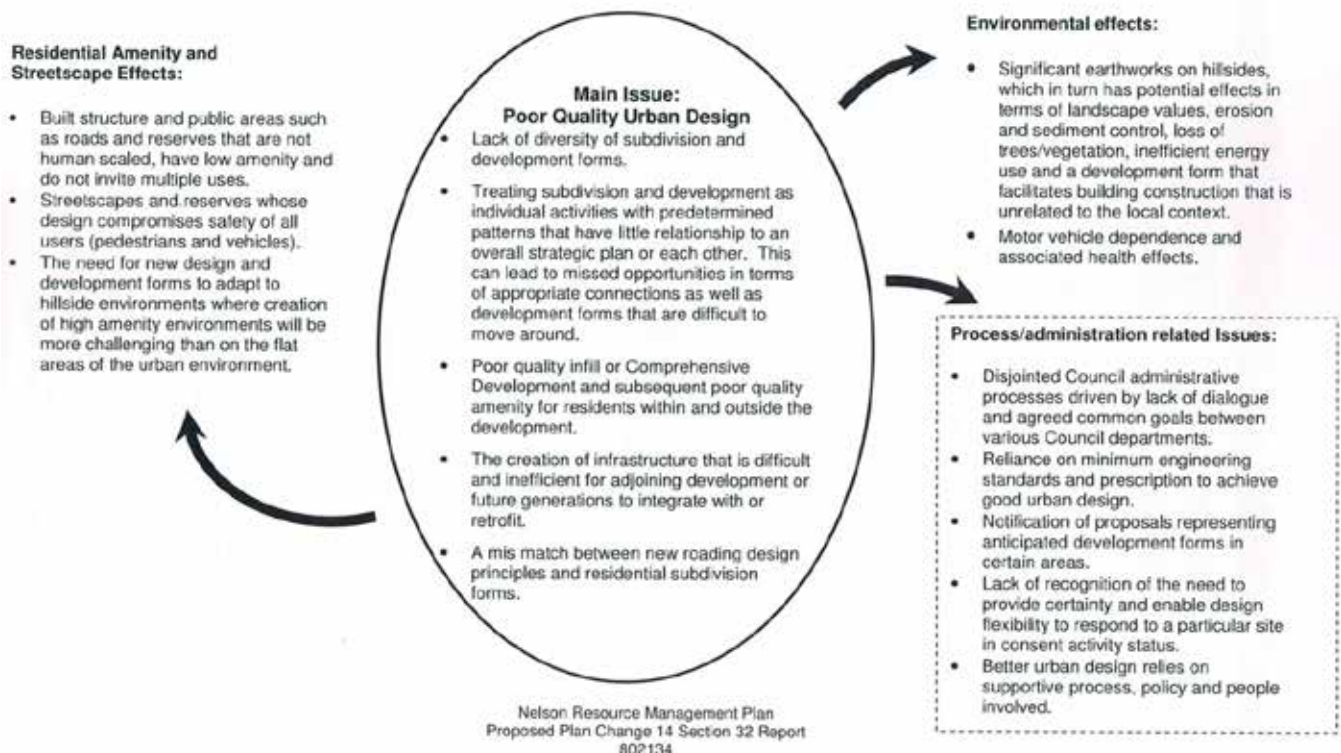 Residential Amenity and
Streetscape Effects:
• Built structure and public areas such
as roads and reserves that are not
human scaled, have low amenity and
do not invite multiple uses.
• Streetscapes and reserves whose
design compromises safety of all
users (pedestrians and vehicles).
• The need for new design and
development forms to adapt to
hillside environments where creation
of high amenity environments will be
more challenging than on the flat
areas of the urban environment.
Main Issue:
Poor Quality Urban Design
• Lack of diversity of subdivision and
development forms.
• Treating subdivision and development as
individual activities with predetermined
patterns that have little relationship to an
overall strategic plan or each other. This
can lead to missed opportunities in terms
of appropriate connections as well as
development forms that are difficult to
move around.
• Poor quality infill or Comprehensive
Development and subsequent poor quality
amenity for residents within and outside the
development.
• The creation of infrastructure that is difficult
and inefficient for adjoining development or
future generations to integrate with or
retrofit.
• A mis match between new roading design
principles and residential subdivision
forms.
Environmental effects:
• Significant earthworks on hillsides,
which in turn has potential effects in
terms of landscape values, erosion
and sediment control, loss of
trees/vegetation, inefficient energy
use and a development form that
facilitates building construction that is
unrelated to the local context.
• Motor vehicle dependence and
associated health effects.
Process/administration related Issues:
• Disjointed Council administrative
processes driven by lack of dialogue
and agreed common goals between
various Council departments.
• Reliance on minimum engineering
standards and prescription to achieve
good urban design.
• Notification of proposals representing
anticipated development forms in
certain areas.
• Lack of recognition of the need to
provide certainty and enable design
flexibility to respond to a particular site
in consent activity status.
• Better urban design relies on
supportive process, policy and people
involved.
Nelson Resource Management Plan
Proposed Plan Change 14 Section 32 Report
802134